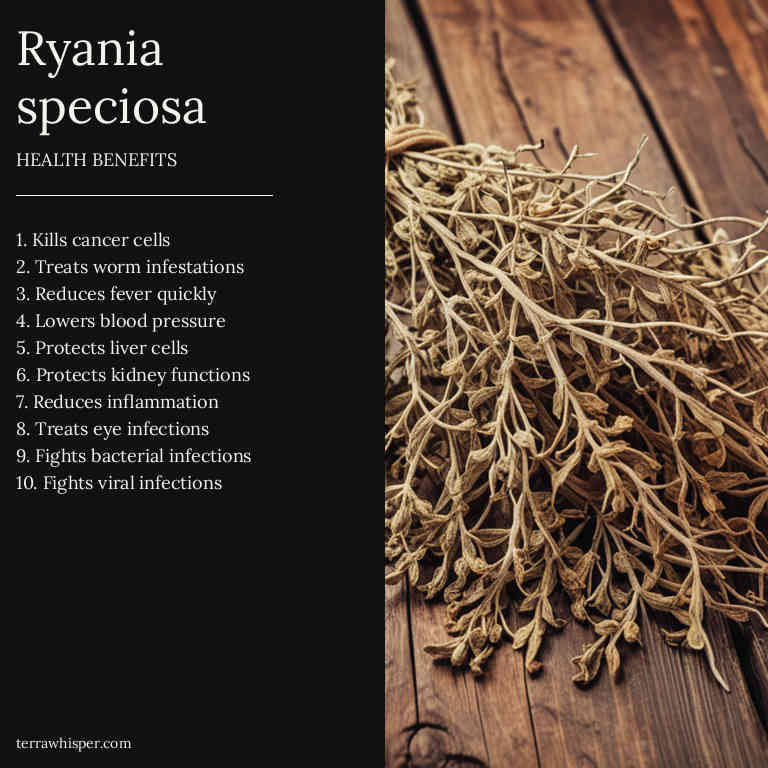 Ryania
speciosa
HEALTH BENEFITS
1. Kills cancer cells
2. Treats worm infestations
3. Reduces fever quickly
4. Lowers blood pressure
5. Protects liver cells
6. Protects kidney functions
7. Reduces inflammation
8. Treats eye infections
9. Fights bacterial infections
10. Fights viral infections
terrawhisper.com